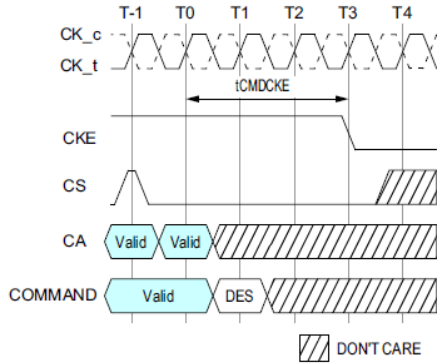 T-1 T0 T1 T2 T3 T4
CK_c
CK_t
tCMDCKE
CKE
CS
CA Valid Valid
COMMAND Valid DES
DON'T CARE